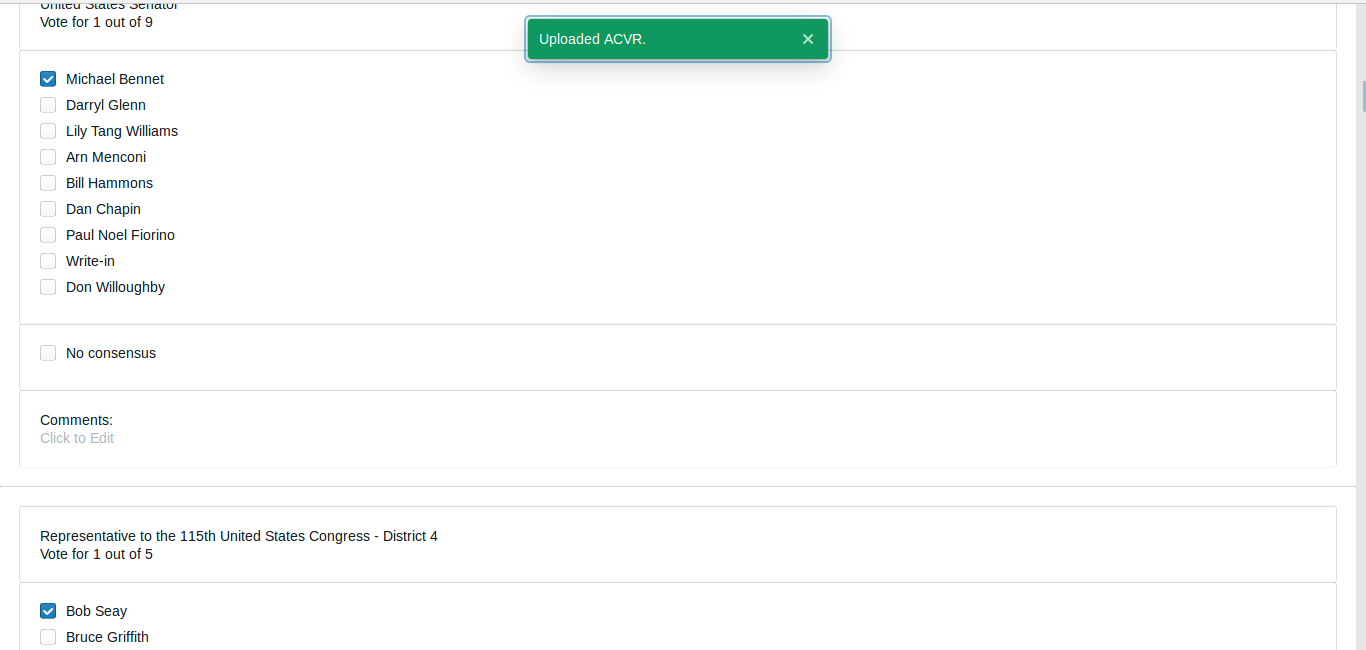 United States Senator
Vote for 1 out of 9
Uploaded ACVR.
Michael Bennet
Darryl Glenn
Lily Tang Williams
Arn Menconi
Bill Hammons
Dan Chapin
Paul Noel Fiorino
Write-in
Don Willoughby
No consensus
Comments:
Click to Edit
Representative to the 115th United States Congress - District 4
Vote for 1 out of 5
Bob Seay
Bruce Griffith